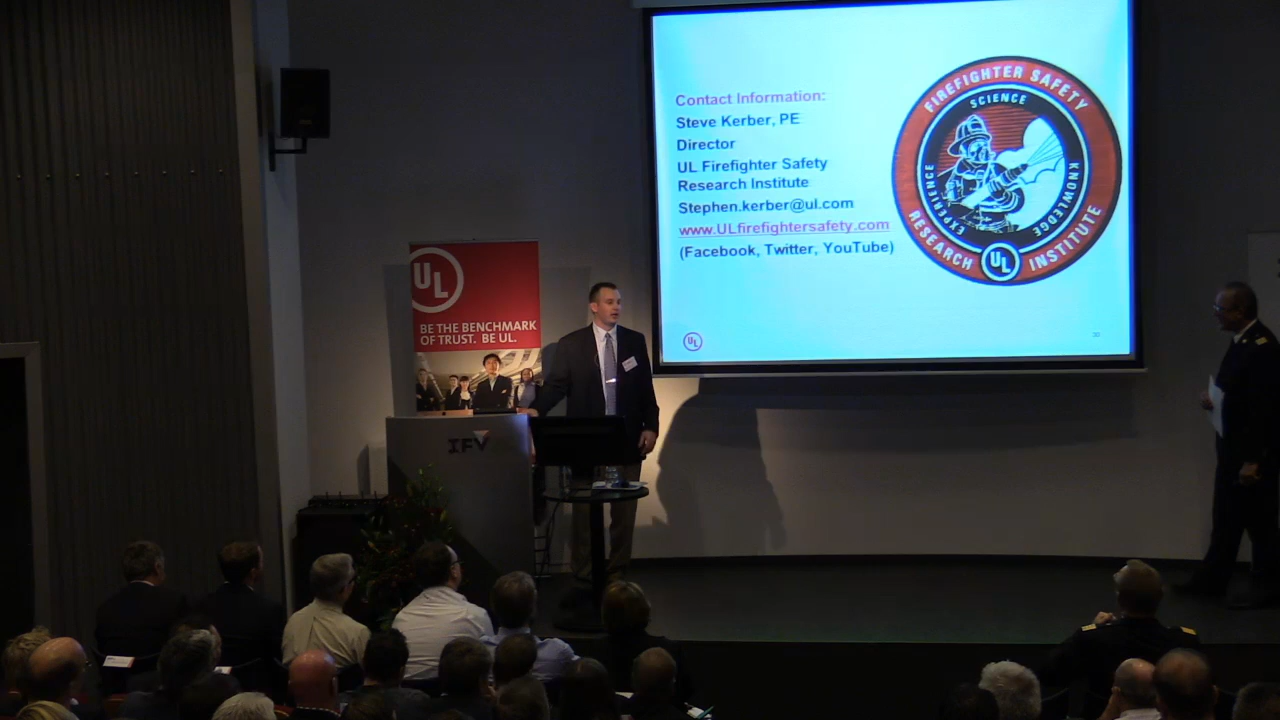 Contact Information:
Steve Kerber, PE
Director
UL Firefighter Safety
Research Institute
Stephen.kerber@ul.com
www.ULfirefightersafety.com
(Facebook, Twitter, YouTube)
FIREFIGHTER SAFETY
SCIENCE
EXPERIENCE
KNOWLEDGE
RESEARCH
UL
INSTITUTE
UL
UL
BE THE BENCHMARK
OF TRUST. BE UL.
IFV